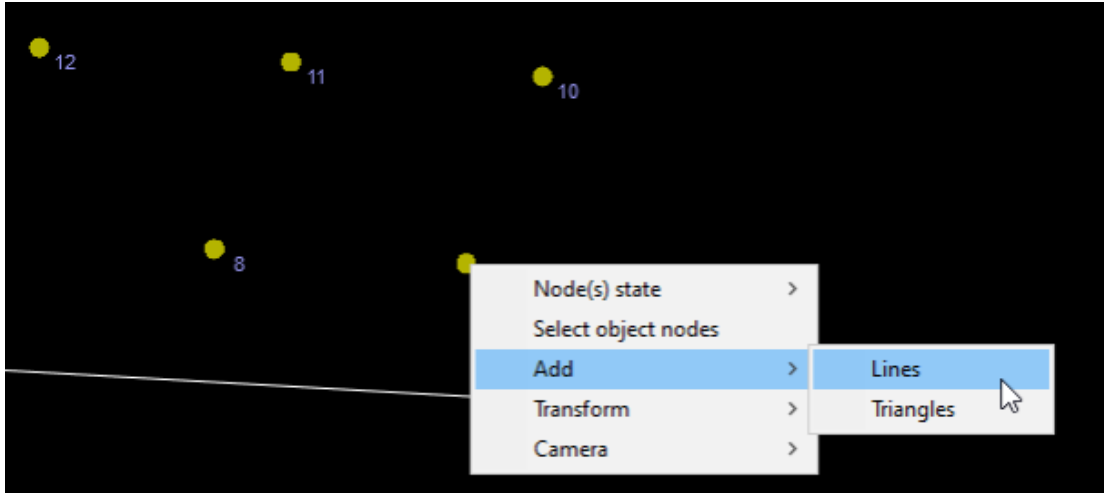 12
11
10
8
Node(s) state
Select object nodes
Add
Lines
Transform
Triangles
Camera